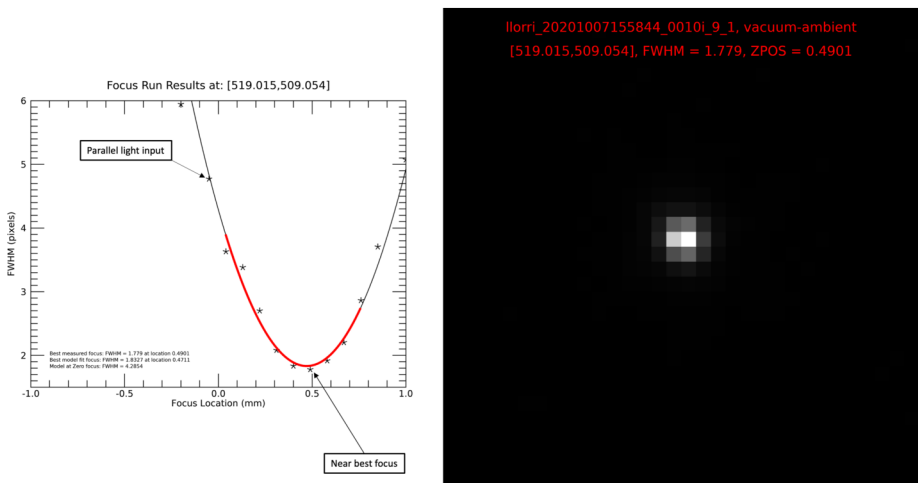 Focus Run Results at: [519.015,509.054]
6
5
4
3
2
FWHM (pixels)
Parallel light input
Best measured focus: FWHM = 1.779 at location 0.4901
Best model fit focus: FWHM = 1.8327 at location 0.4711
Model at Zero focus: FWHM = 4.2854
-1.0 -0.5 0.0 0.5 1.0
Focus Location (mm)
Near best focus
llorri_20201007155844_0010i_9_1, vacuum-ambient
[519.015,509.054], FWHM = 1.779, ZPOS = 0.4901